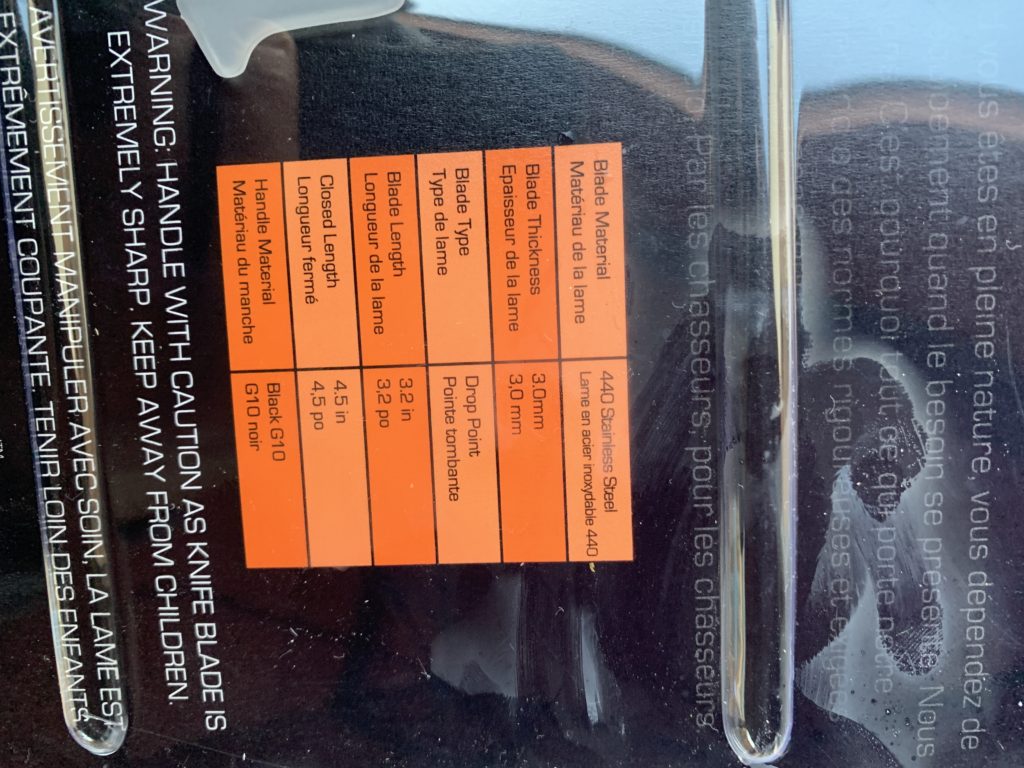 vous êtes en pleine nature, vous dépendez de
quand le besoin se présente. Nous
C'est pourquoi tout ce qui porte notre
des normes rigoureuses et
Par les chasseurs, pour les chasseurs.
Blade Material 440 Stainless Steel
Matériau de la lame Lame en acier inoxydable 440
Blade Thickness 3.0mm
Epaisseur de la lame 3,0 mm
Blade Type Drop Point
Type de lame Pointe tombante
Blade Length 3.2 in
Longueur de la lame 3,2 po
Closed Length 4.5 in
Longueur fermé 4,5 po
Handle Material Black G10
Matériau du manche G10 noir
WARNING: HANDLE WITH CAUTION AS KNIFE BLADE IS
EXTREMELY SHARP. KEEP AWAY FROM CHILDREN.
AVERTISSEMENT: MANIPULER AVEC SOIN, LA LAME EST
EXTRÊMEMENT COUPANTE. TENIR LOIN DES ENFANTS